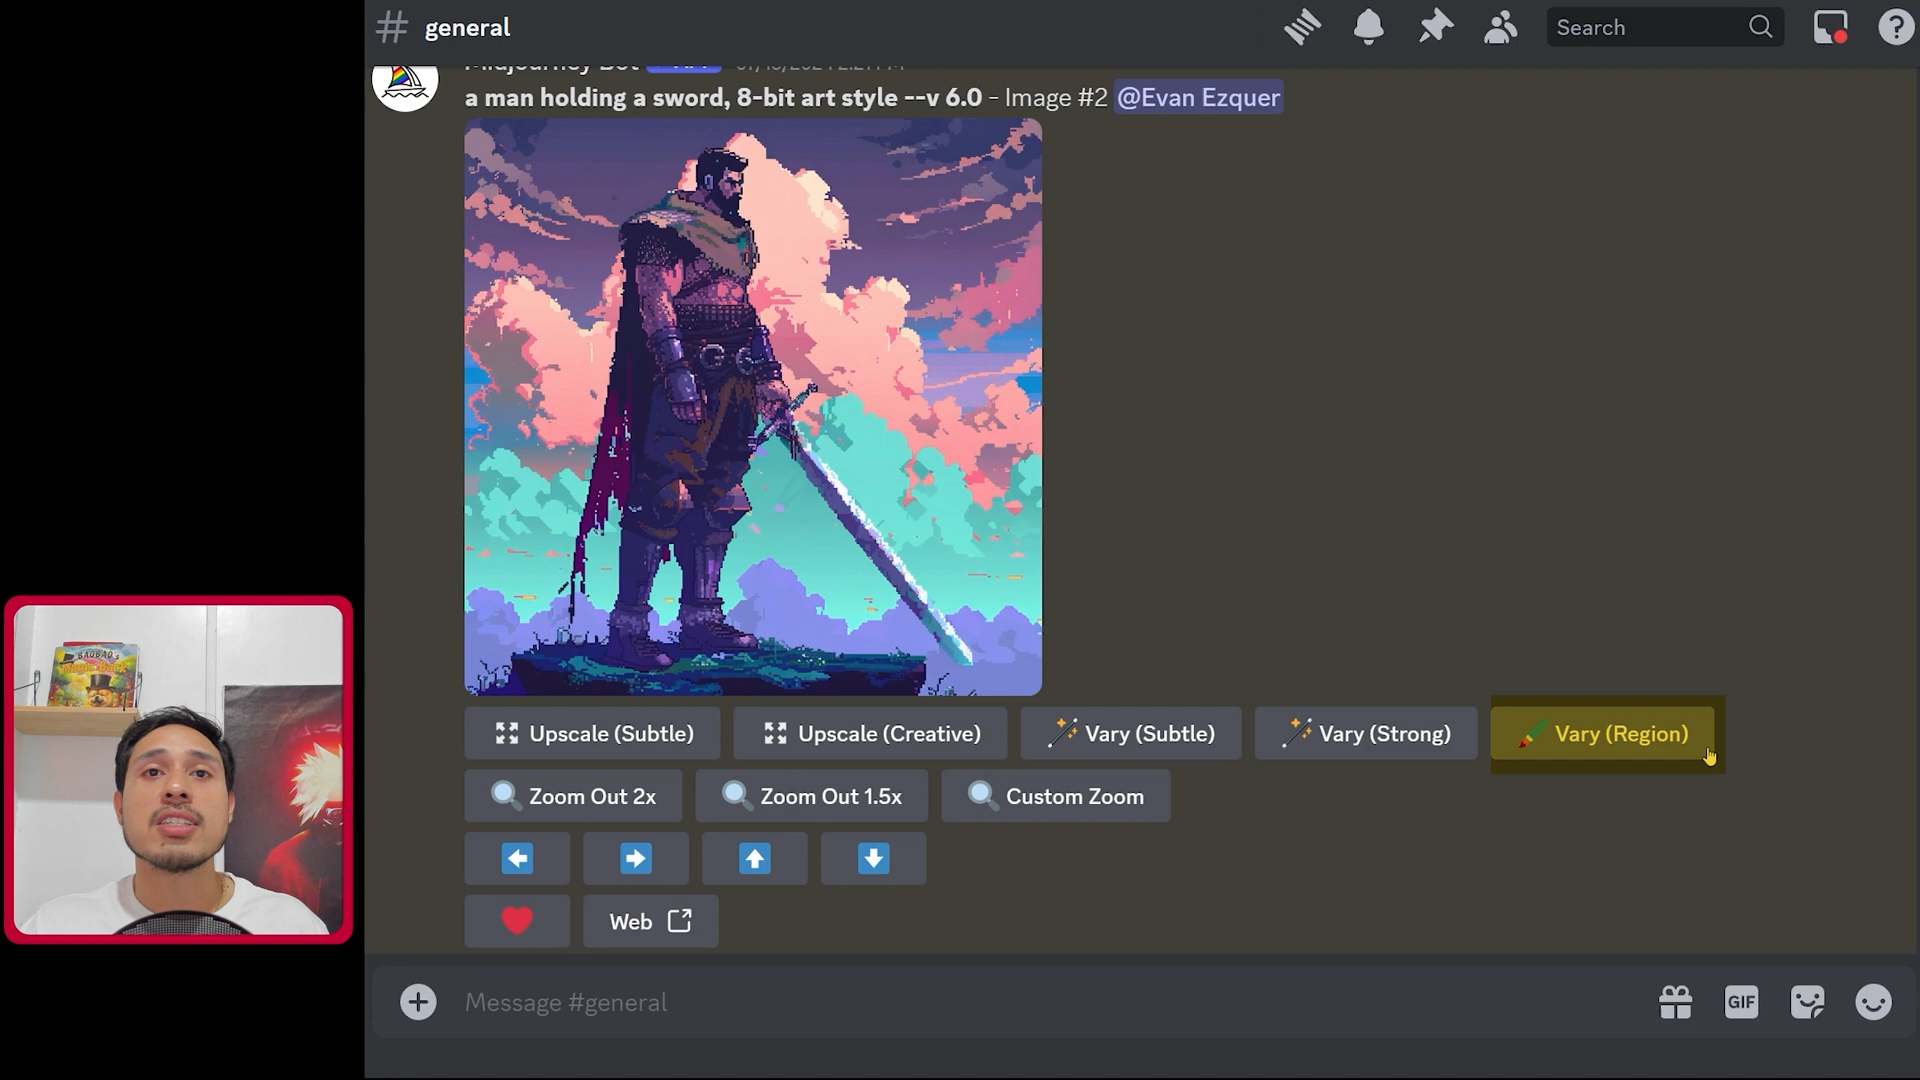 general
Search
a man holding a sword, 8-bit art style --v 6.0 - Image #2 @Evan Ezquer
BAOBAO's
Upscale (Subtle)
Upscale (Creative)
Vary (Subtle)
Vary (Strong)
Vary (Region)
Zoom Out 2x
Zoom Out 1.5x
Custom Zoom
Web
Message #general
GIF